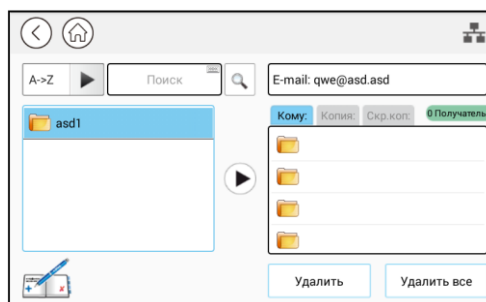 A->Z
Поиск
E-mail: qwe@asd.asd
Кому: Копия: Скр.коп: 0 Получатель
asd1
Удалить Удалить все